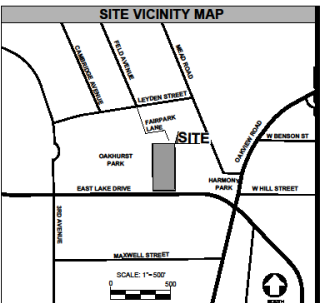 SITE VICINITY MAP
CAMBRIDGE AVENUE
FELD AVENUE
MEAD ROAD
LEYDEN STREET
FAIRPARK
LANE
SITE
OAKVIEW ROAD
W BENSON ST
OAKHURST
PARK
HARMONY
PARK
EAST LAKE DRIVE
W HILL STREET
3RD AVENUE
MAXWELL STREET
SCALE: 1"=500'
0 500
NORTH